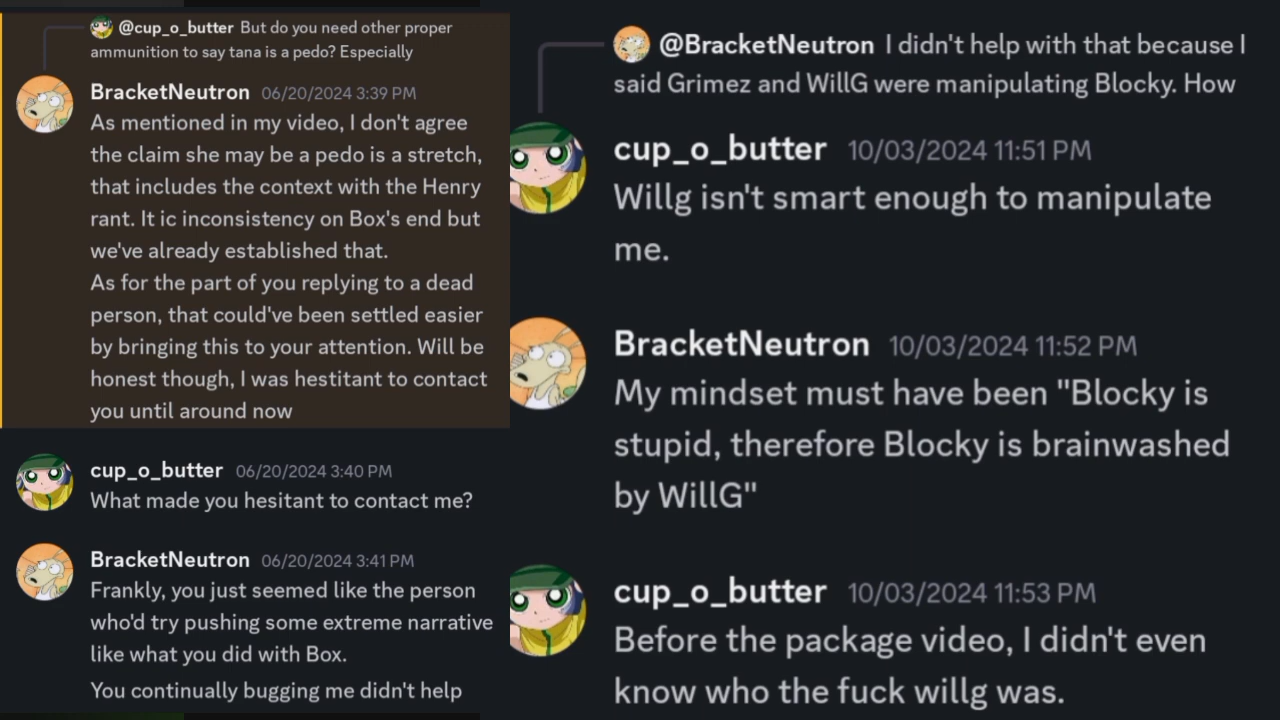 @cup_o_butter But do you need other proper
ammunition to say tana is a pedo? Especially
BracketNeutron 06/20/2024 3:39 PM
As mentioned in my video, I don't agree
the claim she may be a pedo is a stretch,
that includes the context with the Henry
rant. It ic inconsistency on Box's end but
we've already established that.
As for the part of you replying to a dead
person, that could've been settled easier
by bringing this to your attention. Will be
honest though, I was hestitant to contact
you until around now
cup_o_butter 06/20/2024 3:40 PM
What made you hesitant to contact me?
BracketNeutron 06/20/2024 3:41 PM
Frankly, you just seemed like the person
who'd try pushing some extreme narrative
like what you did with Box.
You continually bugging me didn't help
@BracketNeutron I didn't help with that because I
said Grimez and WillG were manipulating Blocky. How
cup_o_butter 10/03/2024 11:51 PM
Willg isn't smart enough to manipulate
me.
BracketNeutron 10/03/2024 11:52 PM
My mindset must have been "Blocky is
stupid, therefore Blocky is brainwashed
by WillG"
cup_o_butter 10/03/2024 11:53 PM
Before the package video, I didn't even
know who the fuck willg was.